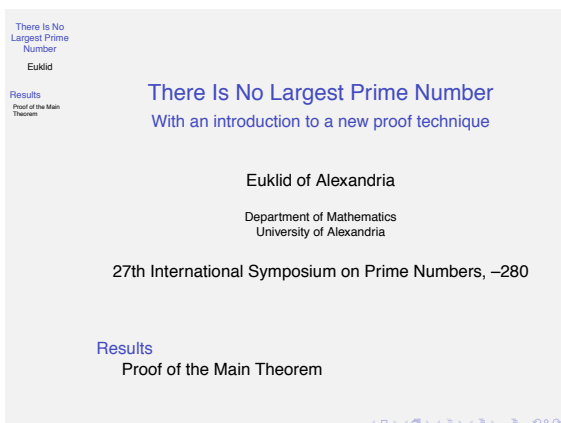 There Is No
Largest Prime
Number
Euklid
Results
Proof of the Main
Theorem
There Is No Largest Prime Number
With an introduction to a new proof technique
Euklid of Alexandria
Department of Mathematics
University of Alexandria
27th International Symposium on Prime Numbers, –280
Results
Proof of the Main Theorem